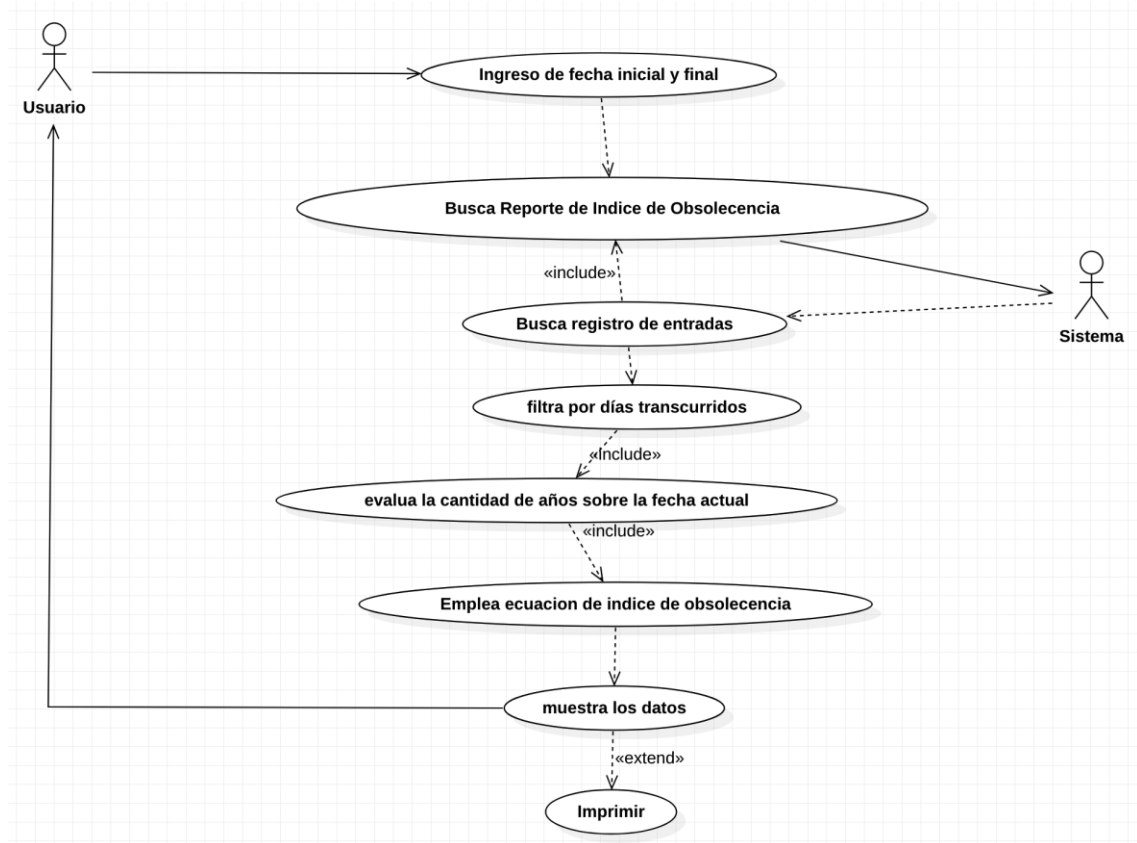 Usuario
Ingreso de fecha inicial y final
Busca Reporte de Indice de Obsolecencia
«include»
Busca registro de entradas
Sistema
filtra por días transcurridos
«include»
evalua la cantidad de años sobre la fecha actual
«include»
Emplea ecuacion de indice de obsolecencia
muestra los datos
«extend»
Imprimir